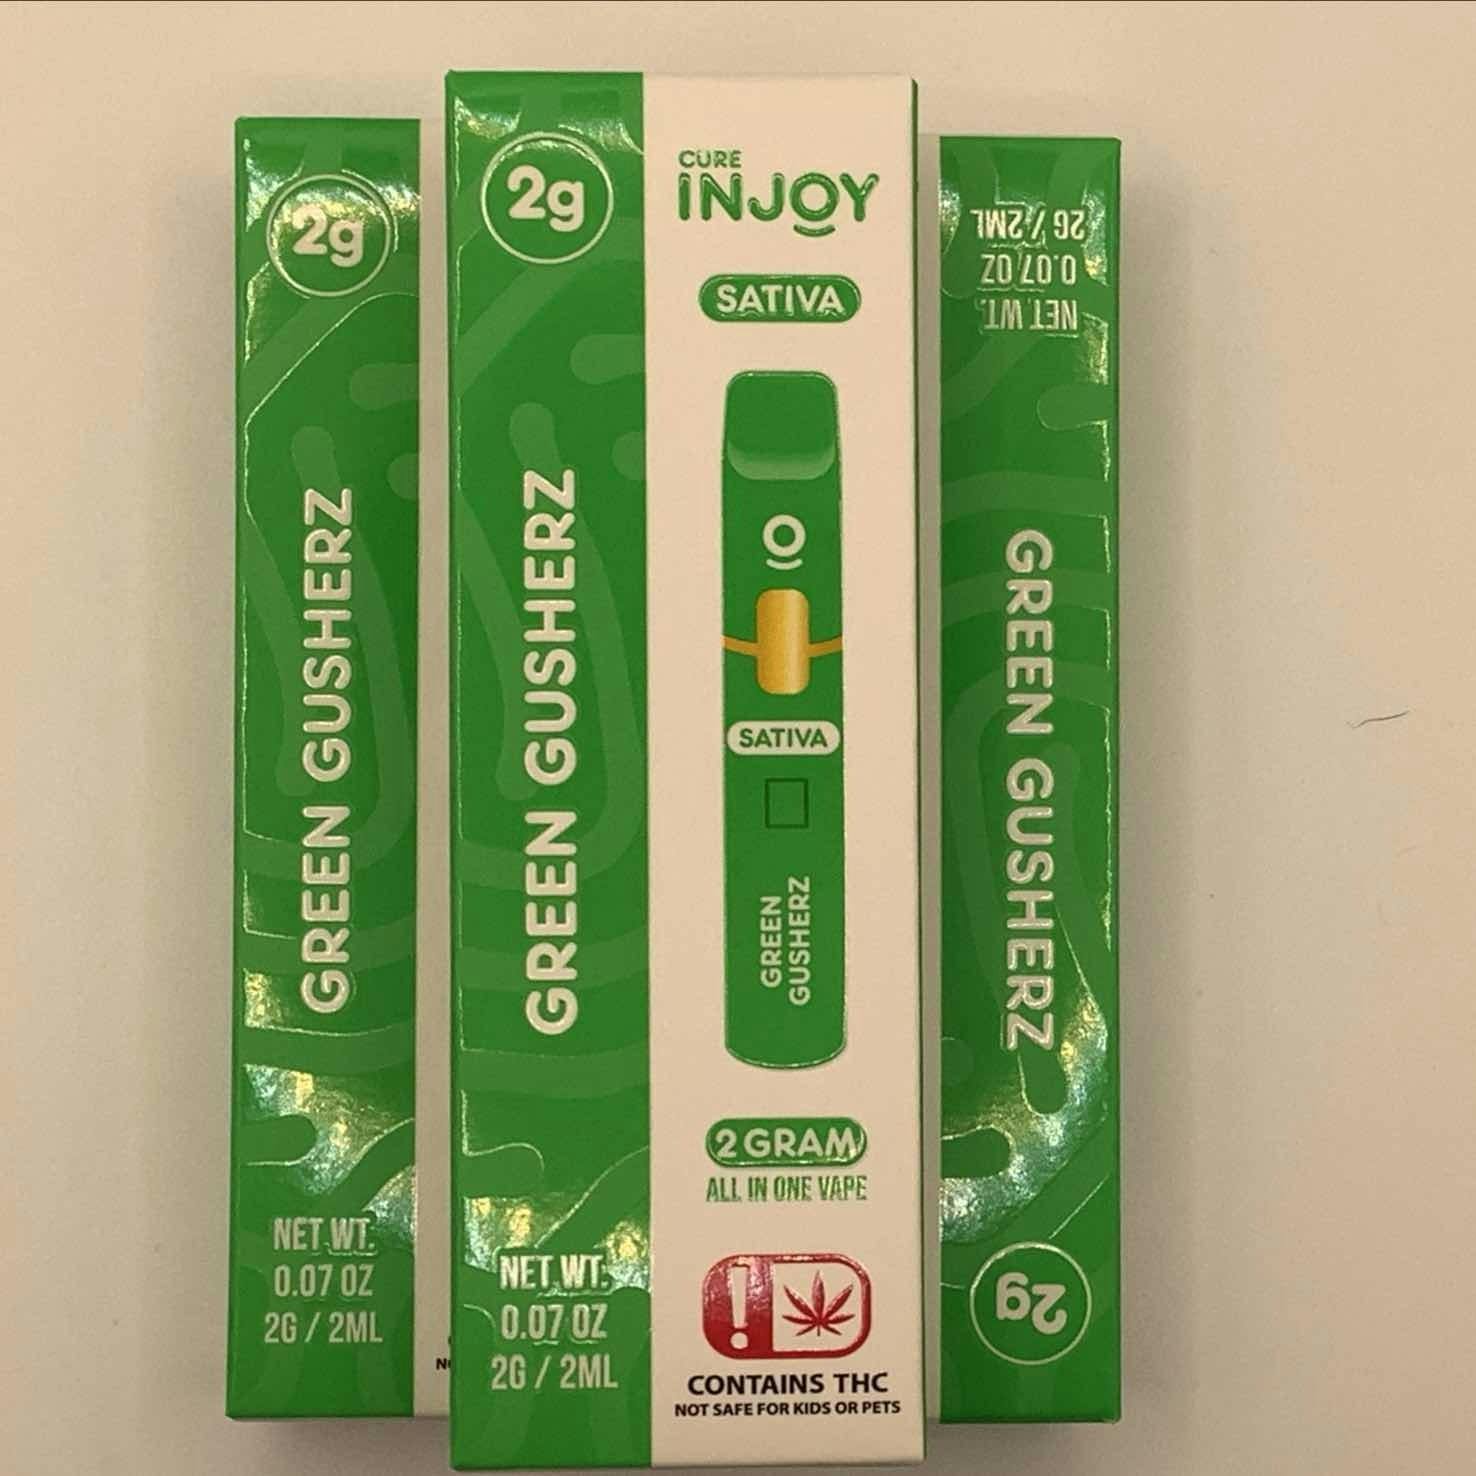 2g
GREEN GUSHERZ
NET WT.
0.07 OZ
2G / 2ML
2g
GREEN GUSHERZ
NET WT.
0.07 OZ
2G / 2ML
CURE
INJOY
SATIVA
SATIVA
GREEN
GUSHERZ
2 GRAM
ALL IN ONE VAPE
CONTAINS THC
NOT SAFE FOR KIDS OR PETS
2g
GREEN GUSHERZ
NET WT.
0.07 OZ
2G / 2ML